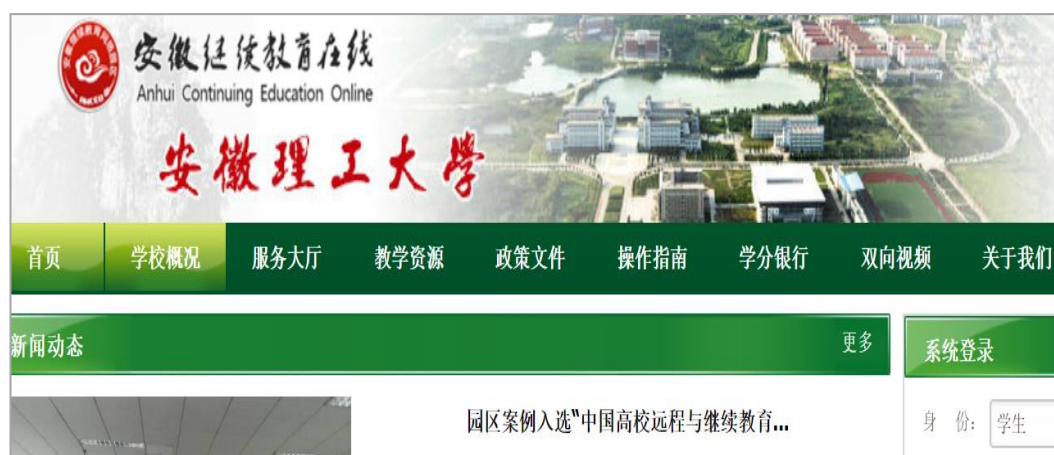 安徽继续教育在线
Anhui Continuing Education Online
安徽理工大學
首页 学校概况 服务大厅 教学资源 政策文件 操作指南 学分银行 双向视频 关于我们
新闻动态 更多 系统登录
园区案例入选“中国高校远程与继续教育...
身 份: 学生